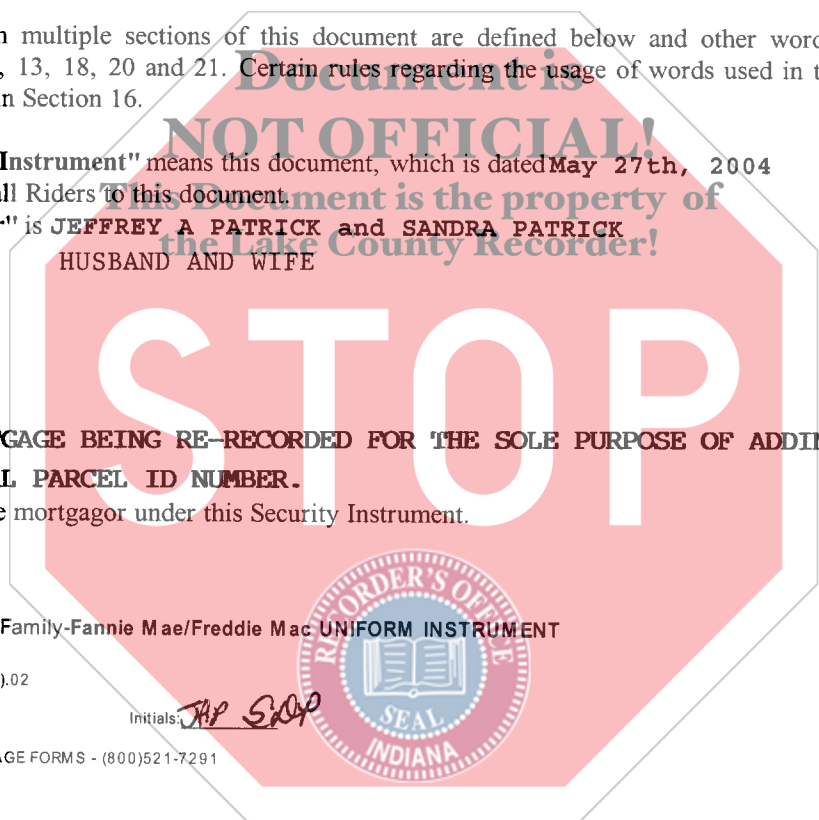 multiple sections of this document are defined below and other
, 13, 18, 20 and 21. Certain rules regarding the usage of words used in
n Section 16.
Document is
NOT OFFICIAL!
Instrument" means this document, which is dated May 27th, 2004
all Riders to this document.
This Document is the property of
" is JEFFREY A PATRICK and SANDRA PATRICK
the Lake County Recorder!
HUSBAND AND WIFE
STOP
GAGE BEING RE-RECORDED FOR THE SOLE PURPOSE OF ADDIN
L PARCEL ID NUMBER.
e mortgagor under this Security Instrument.
RECORDER'S OFFICE
SEAL
INDIANA
Family-Fannie Mae/Freddie Mac UNIFORM INSTRUMENT
).02
Initials: JAP SDP
AGE FORMS - (800)521-7291